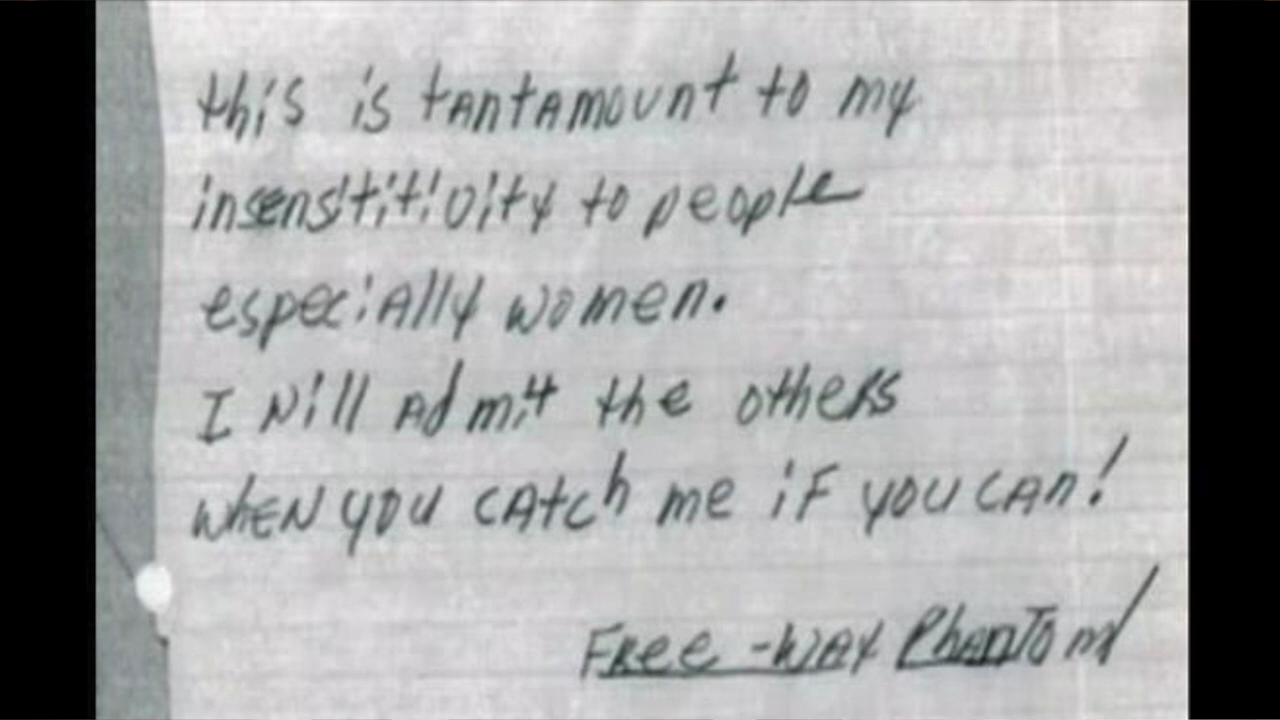 this is tantamount to my
insenstitivity to people
especially women.
I will admit the others
when you catch me if you can!
Free-way Phantom